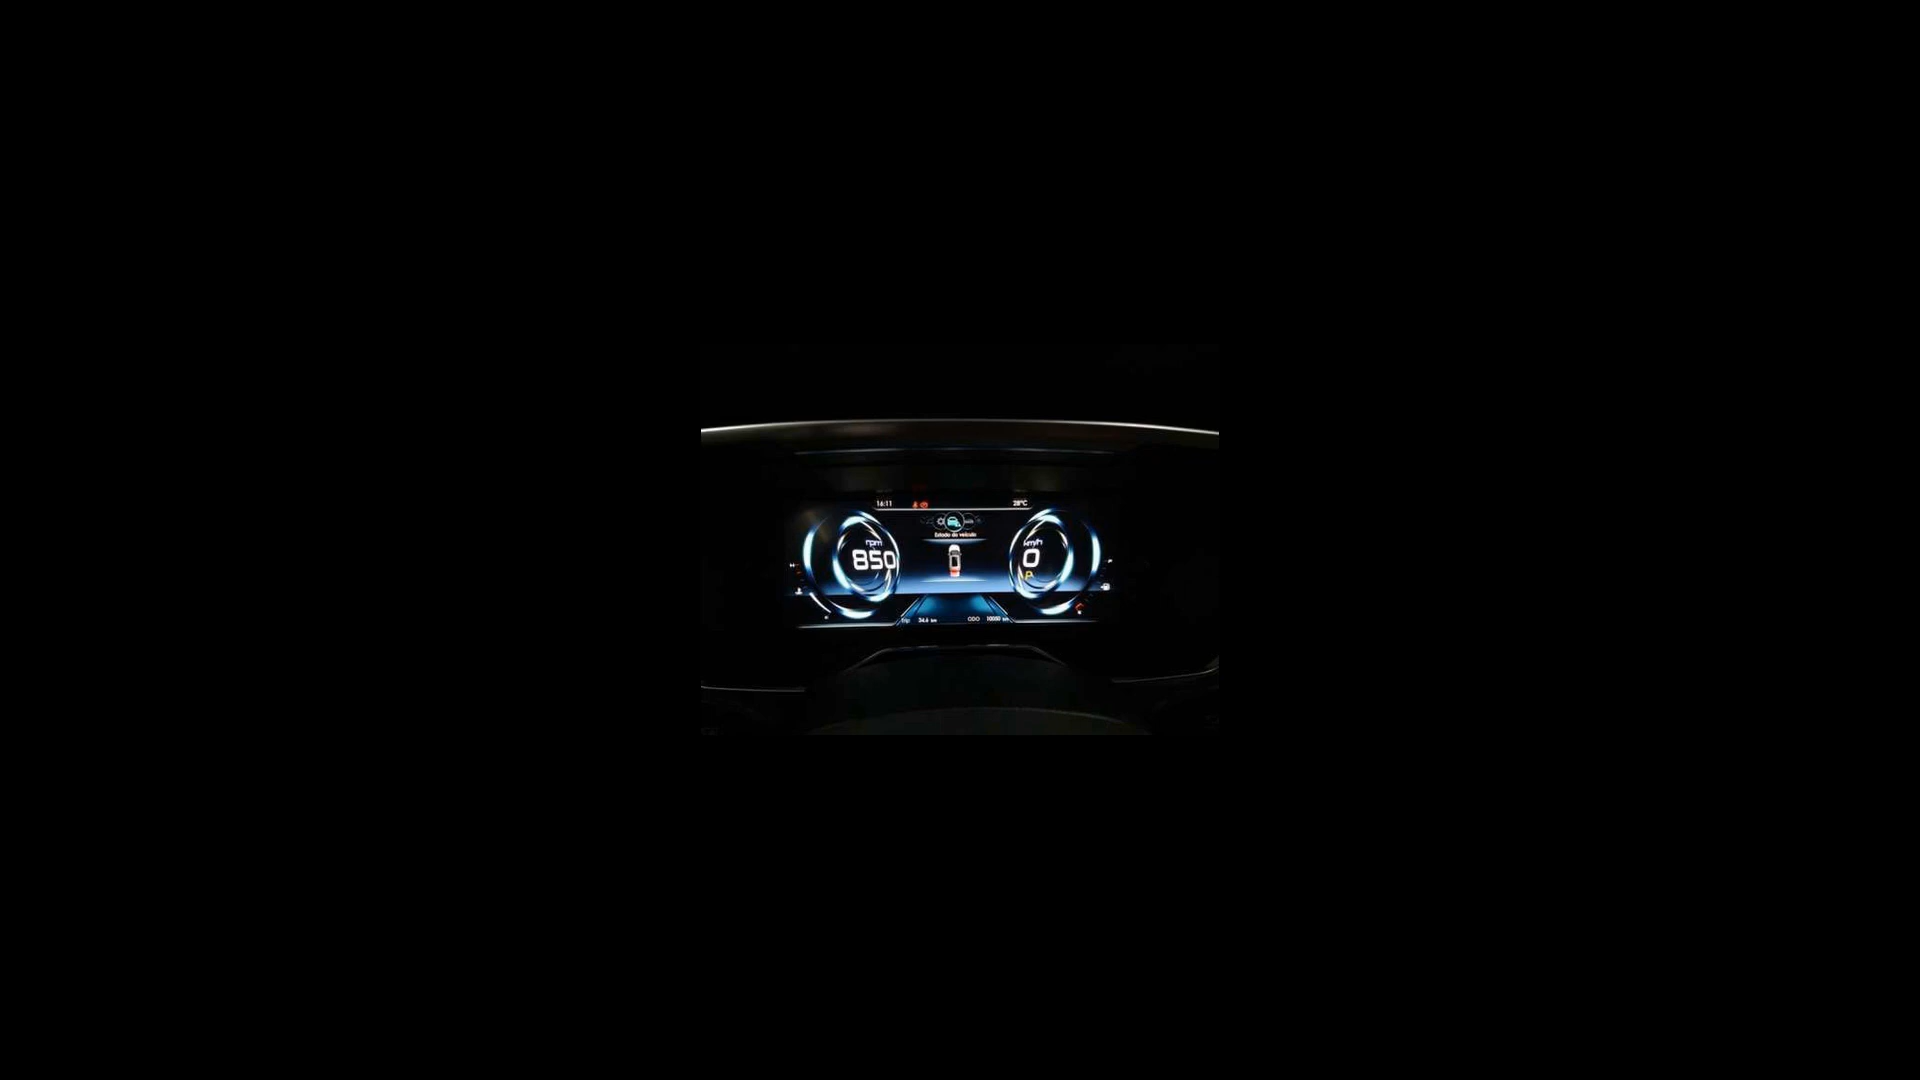 16:11 28°C
Estado do veículo
rpm
850
km/h
0
P
H
Trip 34.6 km
ODO 10050 km